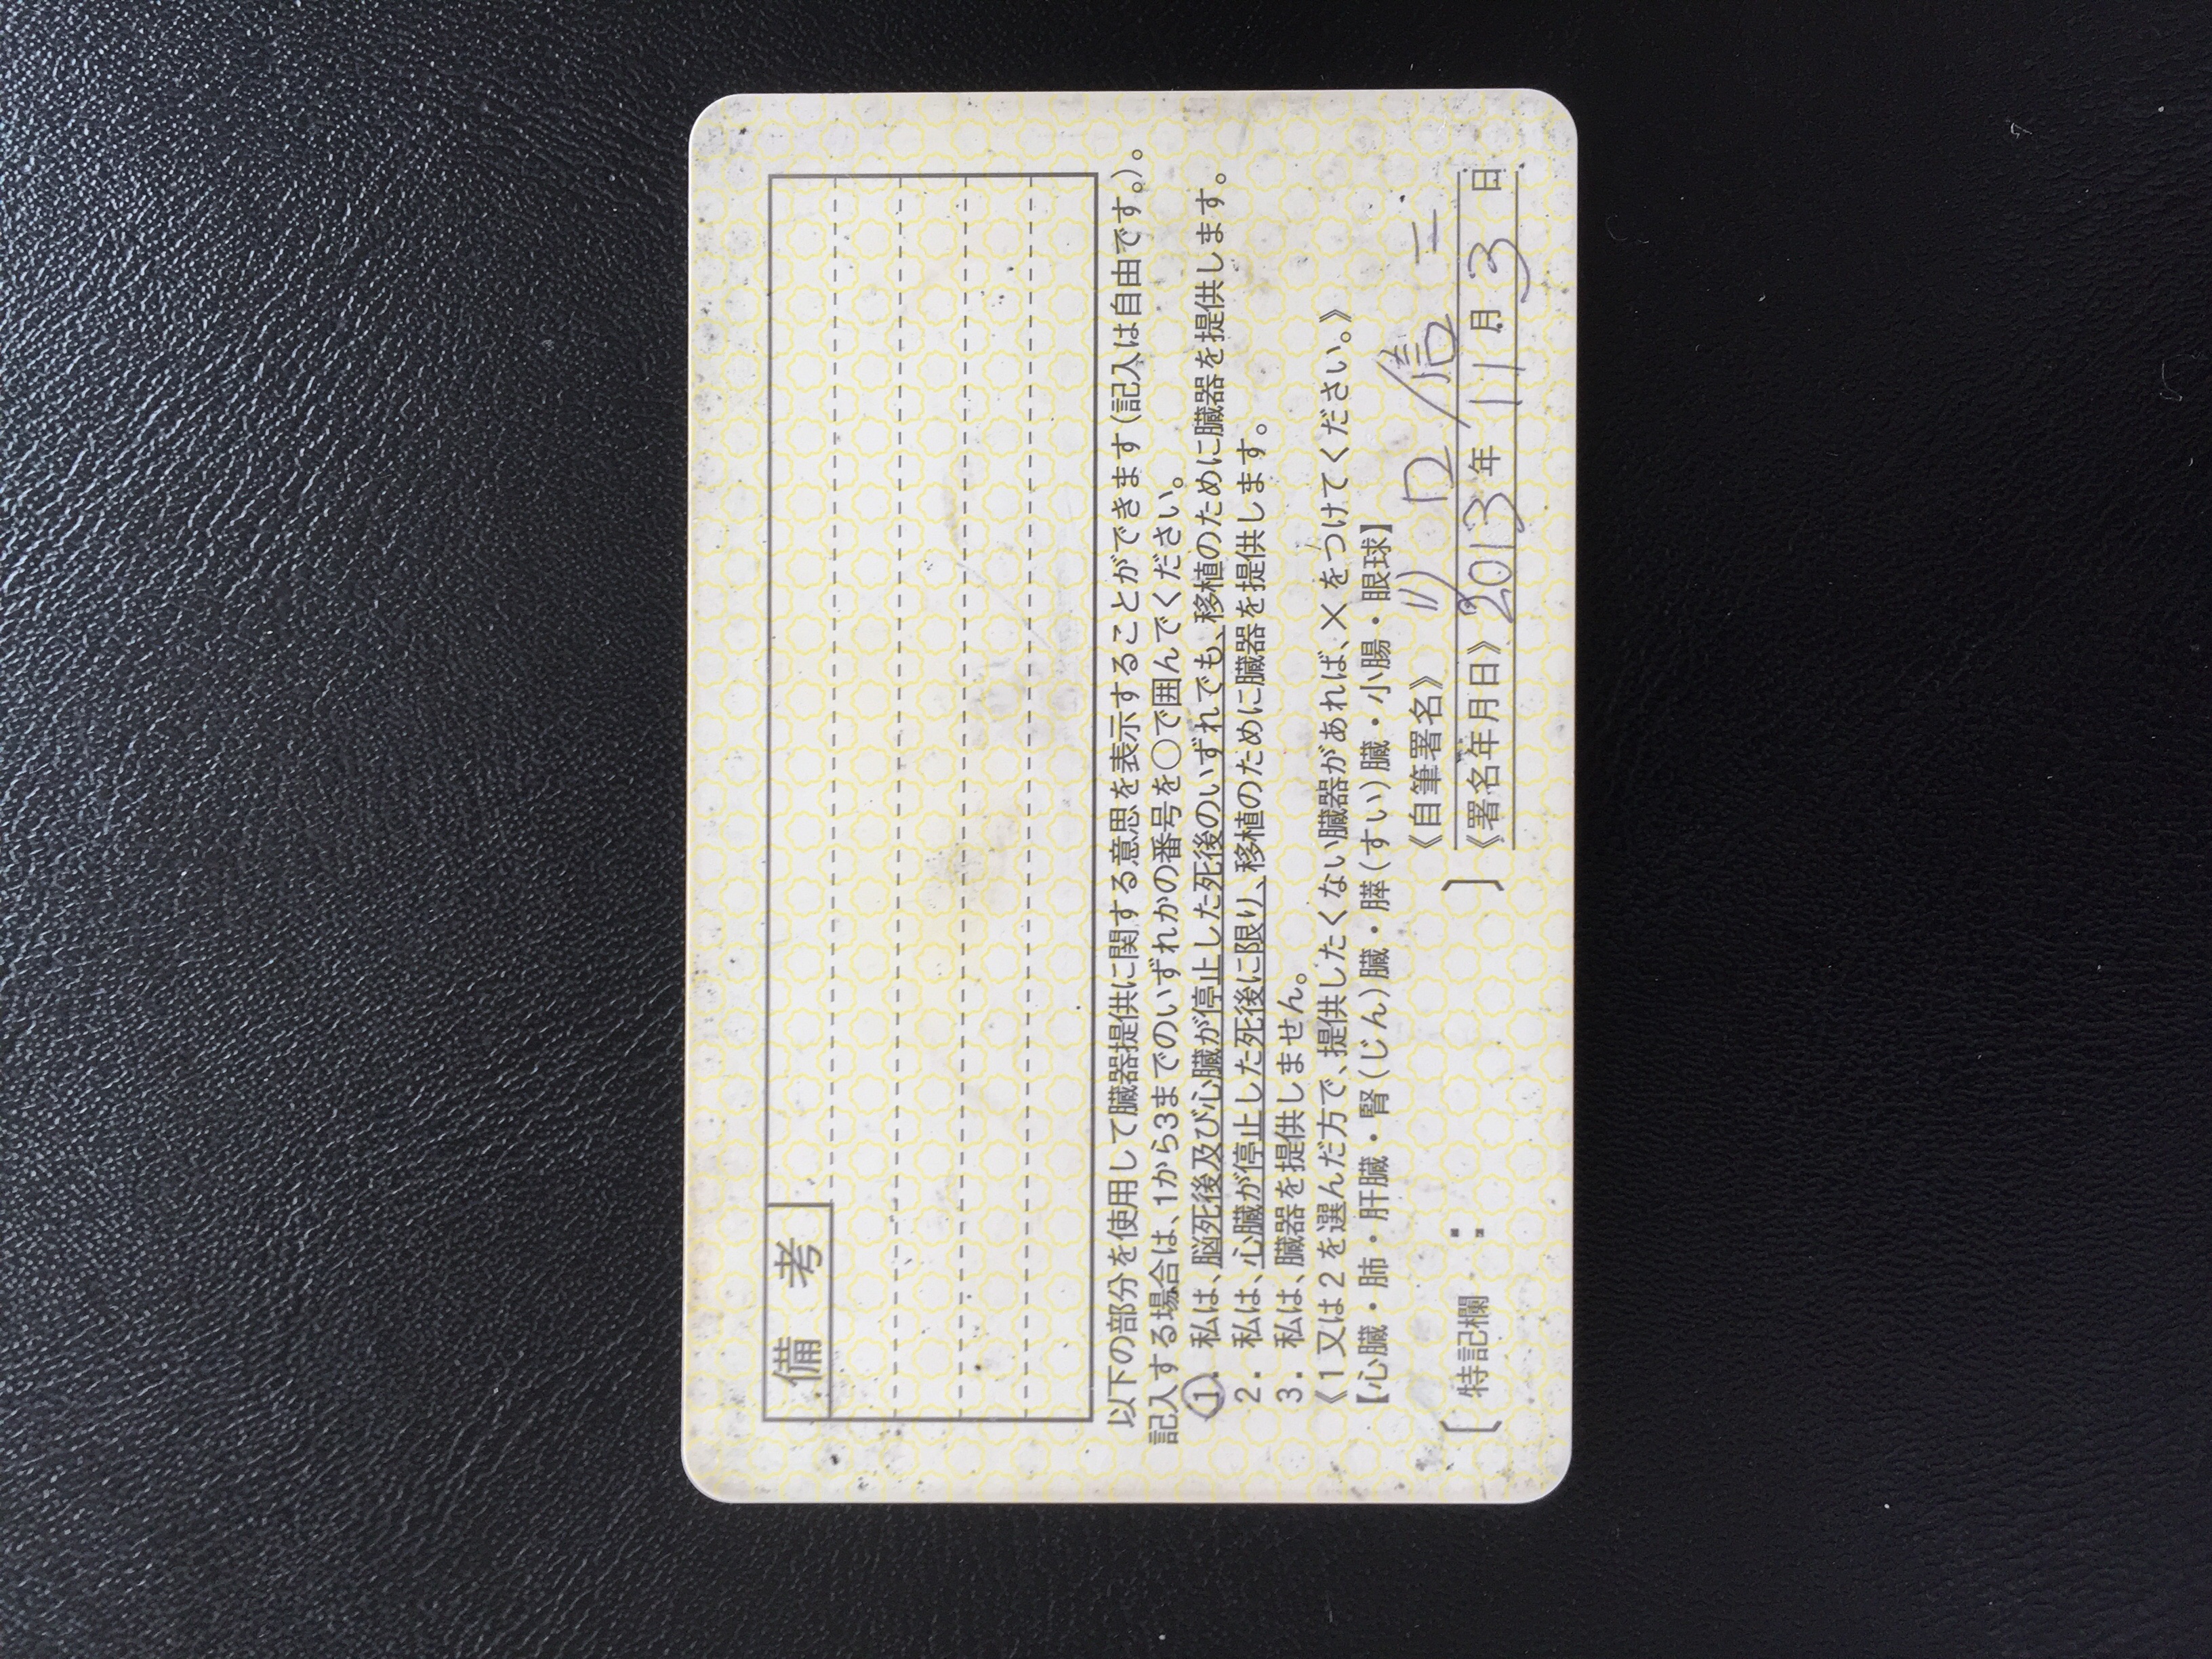 備考
以下の部分を使用して臓器提供に関する意思を表示することができます(記入は自由です。)。
記入する場合は、1から3までのいずれかの番号を○で囲んでください。
1. 私は、脳死後及び心臓が停止した死後のいずれでも、移植のために臓器を提供します。
2. 私は、心臓が停止した死後に限り、移植のために臓器を提供します。
3. 私は、臓器を提供しません。
《1又は2を選んだ方で、提供したくない臓器があれば、×をつけてください。》
【心臓・肺・肝臓・腎(じん)臓・膵(すい)臓・小腸・眼球】
《自筆署名》 川口信二
〔特記欄 : 〕
《署名年月日》 2013年11月3日